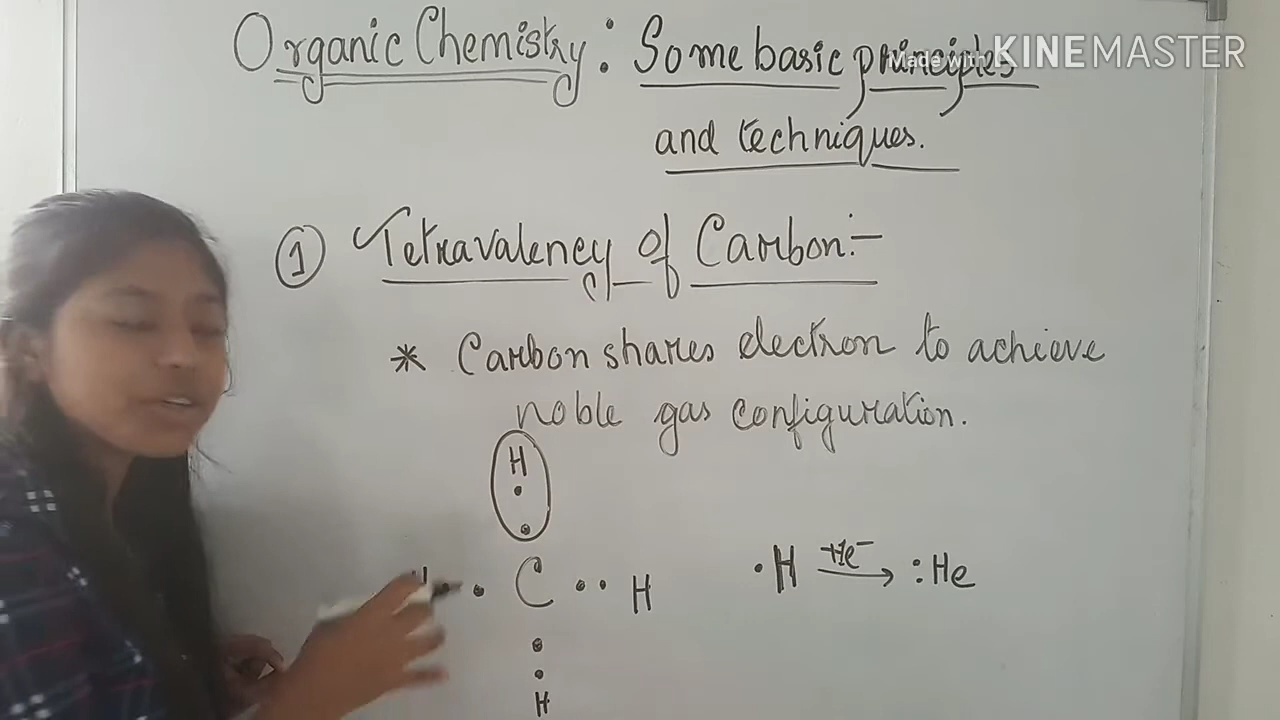 Organic Chemistry : Some basic principles
Made with KINEMASTER
and techniques.
1 Tetravalency of Carbon:-
* Carbon shares electron to achieve
noble gas configuration.
H
H C H
H
·H +1e⁻ → :He